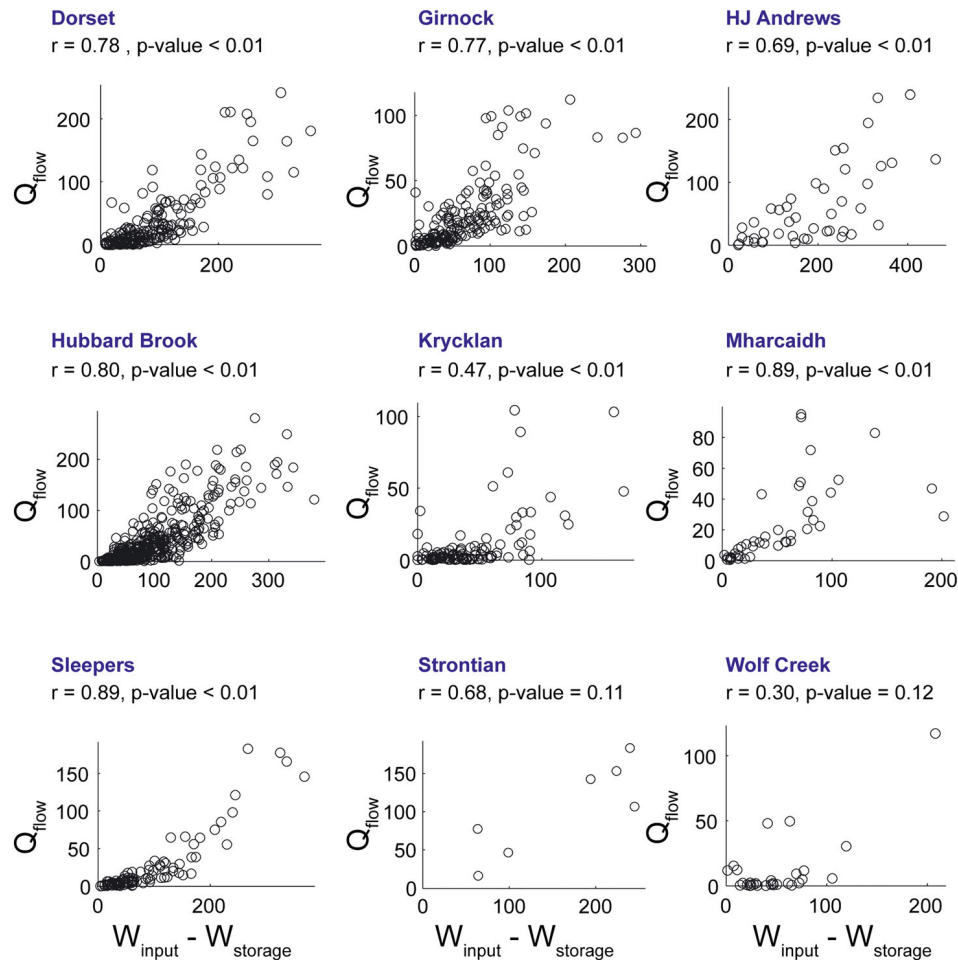 Dorset
r = 0.78 , p-value < 0.01
200
100
0
0
200
Qflow
Girnock
r = 0.77, p-value < 0.01
100
50
0
0
100
200
300
Qflow
HJ Andrews
r = 0.69, p-value < 0.01
200
100
0
0
200
400
Qflow
Hubbard Brook
r = 0.80, p-value < 0.01
200
100
0
0
100
200
300
Qflow
Krycklan
r = 0.47, p-value < 0.01
100
50
0
0
100
Qflow
Mharcaidh
r = 0.89, p-value < 0.01
80
60
40
20
0
0
100
200
Qflow
Sleepers
r = 0.89, p-value < 0.01
150
100
50
0
0
200
Qflow
Winput - Wstorage
Strontian
r = 0.68, p-value = 0.11
150
100
50
0
0
100
200
Qflow
Winput - Wstorage
Wolf Creek
r = 0.30, p-value = 0.12
100
50
0
0
100
200
Qflow
Winput - Wstorage